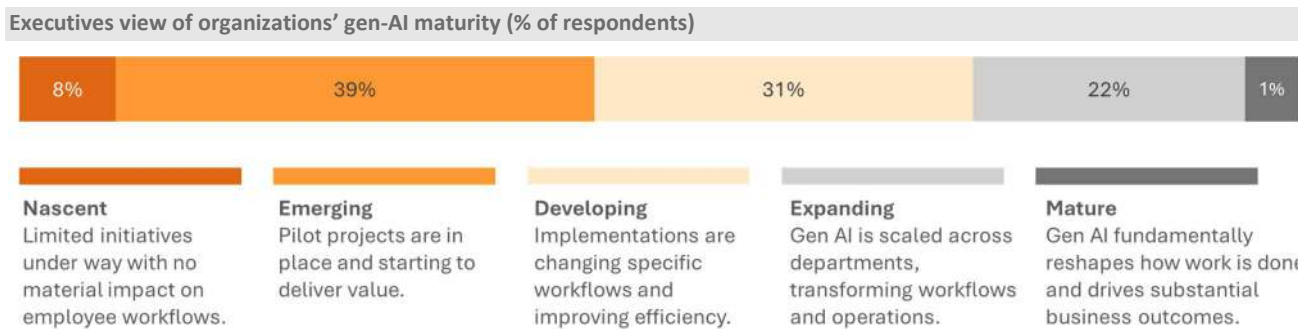 Executives view of organizations’ gen-AI maturity (% of respondents)
8% 39% 31% 22% 1%
Nascent
Limited initiatives
under way with no
material impact on
employee workflows.
Emerging
Pilot projects are in
place and starting to
deliver value.
Developing
Implementations are
changing specific
workflows and
improving efficiency.
Expanding
Gen AI is scaled across
departments,
transforming workflows
and operations.
Mature
Gen AI fundamentally
reshapes how work is done
and drives substantial
business outcomes.